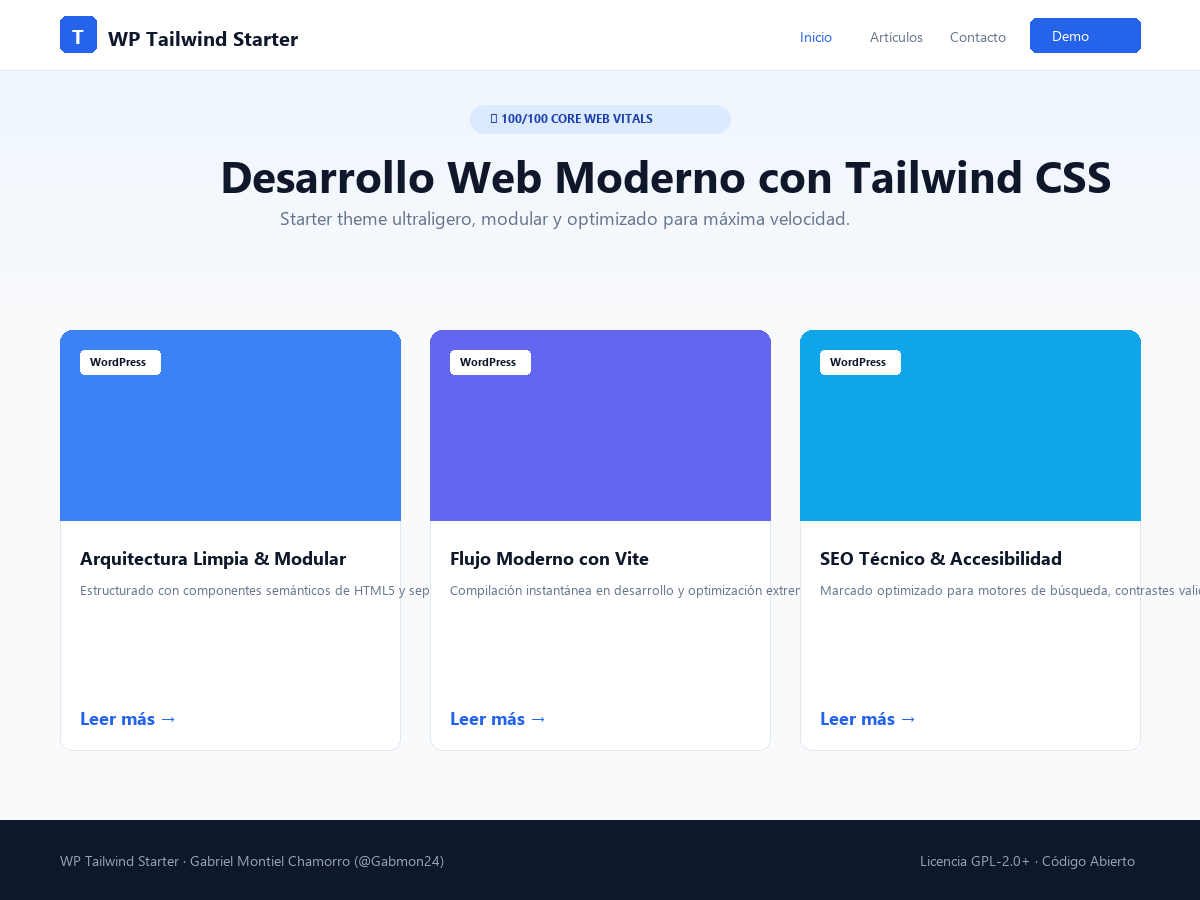 T WP Tailwind Starter Inicio Artículos Contacto Demo
100/100 CORE WEB VITALS
Desarrollo Web Moderno con Tailwind CSS
Starter theme ultraligero, modular y optimizado para máxima velocidad.
WordPress
Arquitectura Limpia & Modular
Estructurado con componentes semánticos de HTML5 y sep
Leer más →
WordPress
Flujo Moderno con Vite
Compilación instantánea en desarrollo y optimización extrer
Leer más →
WordPress
SEO Técnico & Accesibilidad
Marcado optimizado para motores de búsqueda, contrastes vali
Leer más →
WP Tailwind Starter · Gabriel Montiel Chamorro (@Gabmon24) Licencia GPL-2.0+ · Código Abierto